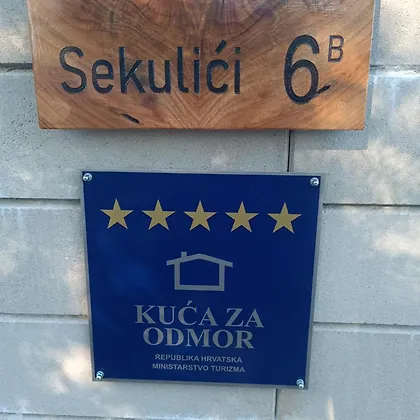 Sekulići 6B
KUĆA ZA
ODMOR
REPUBLIKA HRVATSKA
MINISTARSTVO TURIZMA